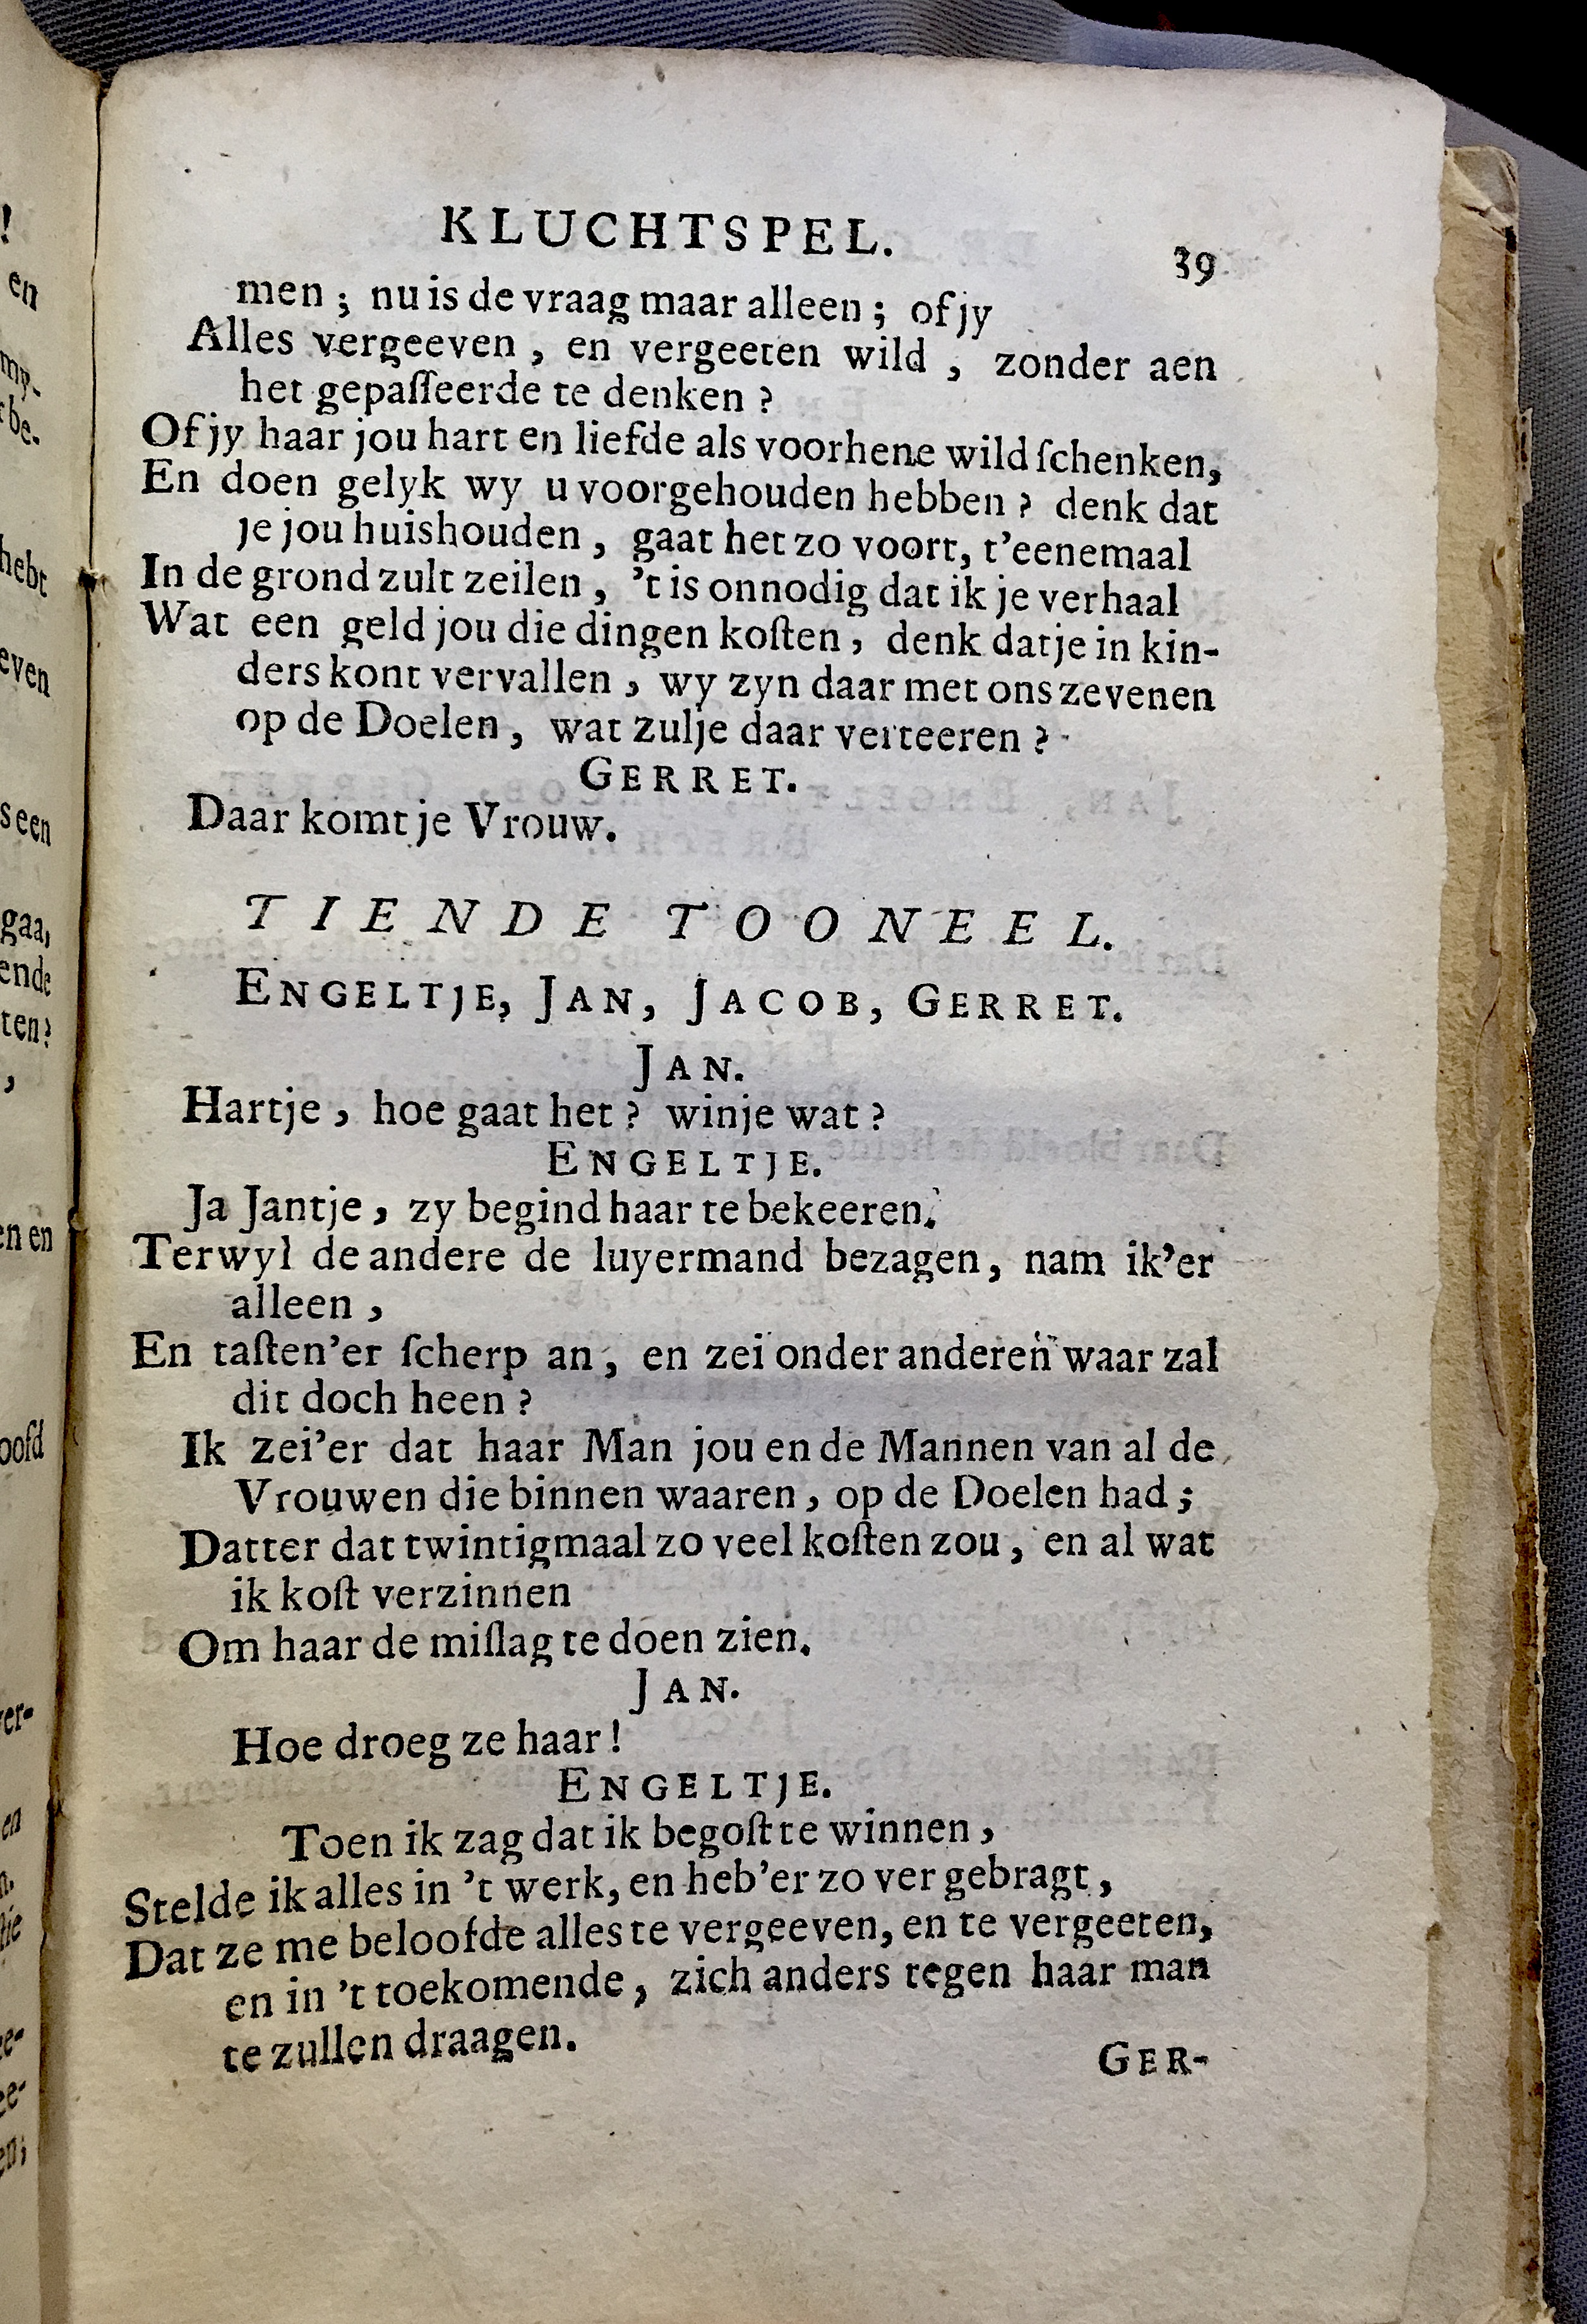 KLUCHTSPEL. 39
men; nu is de vraag maar alleen; of jy
Alles vergeeven, en vergeeten wild, zonder aen
het gepaſſeerde te denken?
Of jy haar jou hart en liefde als voorhene wild ſchenken,
En doen gelyk wy u voorgehouden hebben? denk dat
je jou huishouden, gaat het zo voort, t'eenemaal
In de grond zult zeilen, 't is onnodig dat ik je verhaal
Wat een geld jou die dingen koſten, denk datje in kin-
ders kont vervallen, wy zyn daar met ons zevenen
op de Doelen, wat zulje daar verteeren?
GERRET.
Daar komt je Vrouw.
TIENDE TOONEEL.
ENGELTJE, JAN, JACOB, GERRET.
JAN.
Hartje, hoe gaat het? winje wat?
ENGELTJE.
Ja Jantje, zy begind haar te bekeeren.
Terwyl de andere de luyermand bezagen, nam ik'er
alleen,
En taſten'er ſcherp an, en zei onder anderen waar zal
dit doch heen?
Ik zei'er dat haar Man jou en de Mannen van al de
Vrouwen die binnen waaren, op de Doelen had;
Datter dat twintigmaal zo veel koſten zou, en al wat
ik koſt verzinnen
Om haar de miſlag te doen zien.
JAN.
Hoe droeg ze haar!
ENGELTJE.
Toen ik zag dat ik begoſt te winnen,
Stelde ik alles in 't werk, en heb'er zo ver gebragt,
Dat ze me beloofde alles te vergeeven, en te vergeeten,
en in 't toekomende, zich anders tegen haar man
te zullen draagen.
GER-